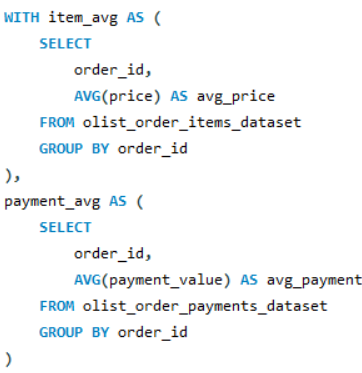 WITH item_avg AS (
    SELECT
        order_id,
        AVG(price) AS avg_price
    FROM olist_order_items_dataset
    GROUP BY order_id
),
payment_avg AS (
    SELECT
        order_id,
        AVG(payment_value) AS avg_payment
    FROM olist_order_payments_dataset
    GROUP BY order_id
)